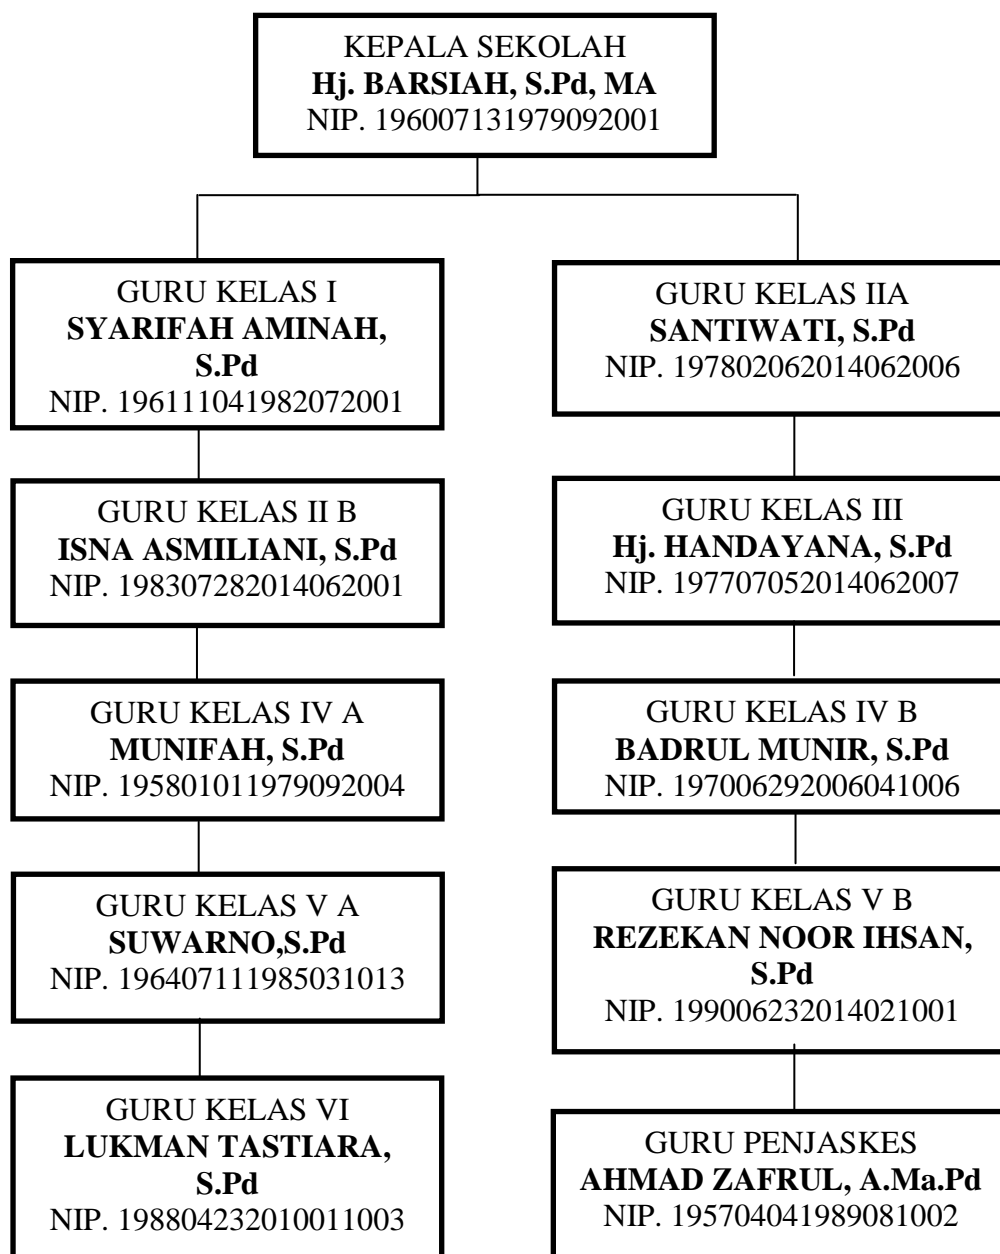 KEPALA SEKOLAH
Hj. BARSIAH, S.Pd, MA
NIP. 196007131979092001
GURU KELAS I
SYARIFAH AMINAH,
S.Pd
NIP. 196111041982072001
GURU KELAS IIA
SANTIWATI, S.Pd
NIP. 197802062014062006
GURU KELAS II B
ISNA ASMILIANI, S.Pd
NIP. 198307282014062001
GURU KELAS III
Hj. HANDAYANA, S.Pd
NIP. 197707052014062007
GURU KELAS IV A
MUNIFAH, S.Pd
NIP. 195801011979092004
GURU KELAS IV B
BADRUL MUNIR, S.Pd
NIP. 197006292006041006
GURU KELAS V A
SUWARNO,S.Pd
NIP. 196407111985031013
GURU KELAS V B
REZEKAN NOOR IHSAN,
S.Pd
NIP. 199006232014021001
GURU KELAS VI
LUKMAN TASTIARA,
S.Pd
NIP. 198804232010011003
GURU PENJASKES
AHMAD ZAFRUL, A.Ma.Pd
NIP. 195704041989081002